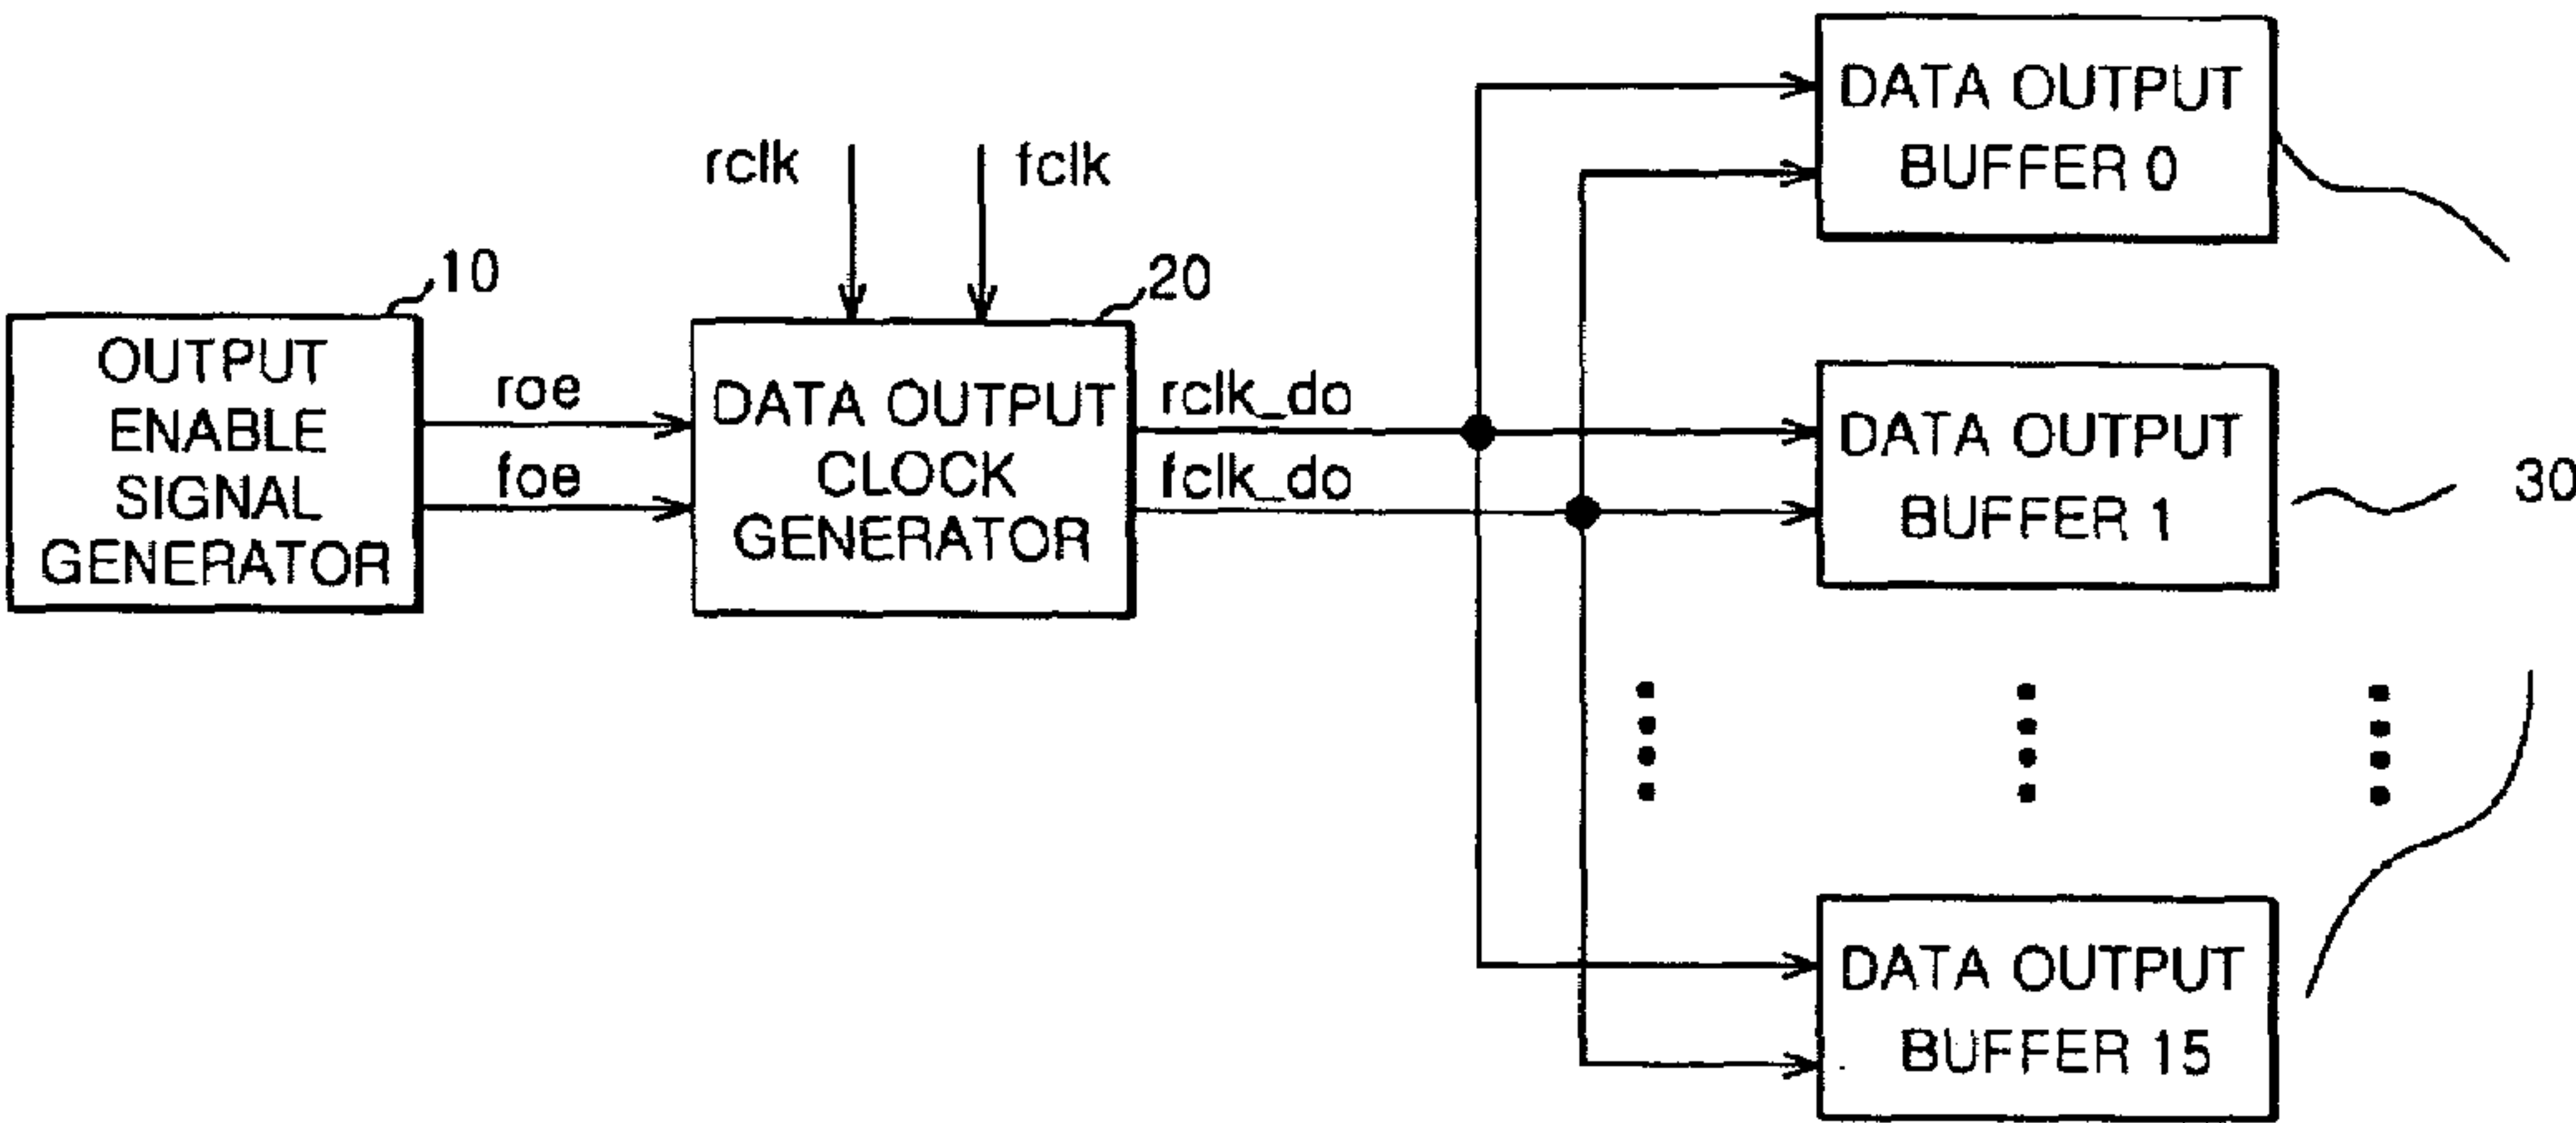 10
OUTPUT
ENABLE
SIGNAL
GENERATOR
roe
foe
rclk
fclk
20
DATA OUTPUT
CLOCK
GENERATOR
rclk_do
fclk_do
DATA OUTPUT
BUFFER 0
DATA OUTPUT
BUFFER 1
30
DATA OUTPUT
BUFFER 15